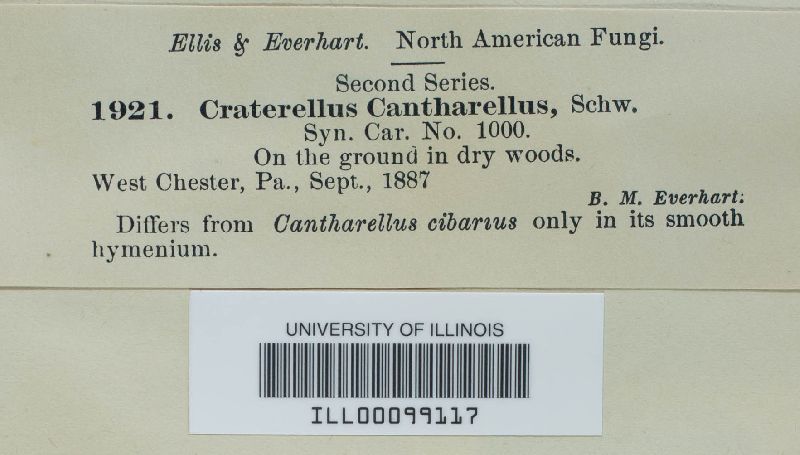 Ellis & Everhart. North American Fungi.
Second Series.
1921. Craterellus Cantharellus, Schw.
Syn. Car. No. 1000.
On the ground in dry woods.
West Chester, Pa., Sept., 1887
B. M. Everhart.
Differs from Cantharellus cibarius only in its smooth
hymenium.
UNIVERSITY OF ILLINOIS
ILL00099117